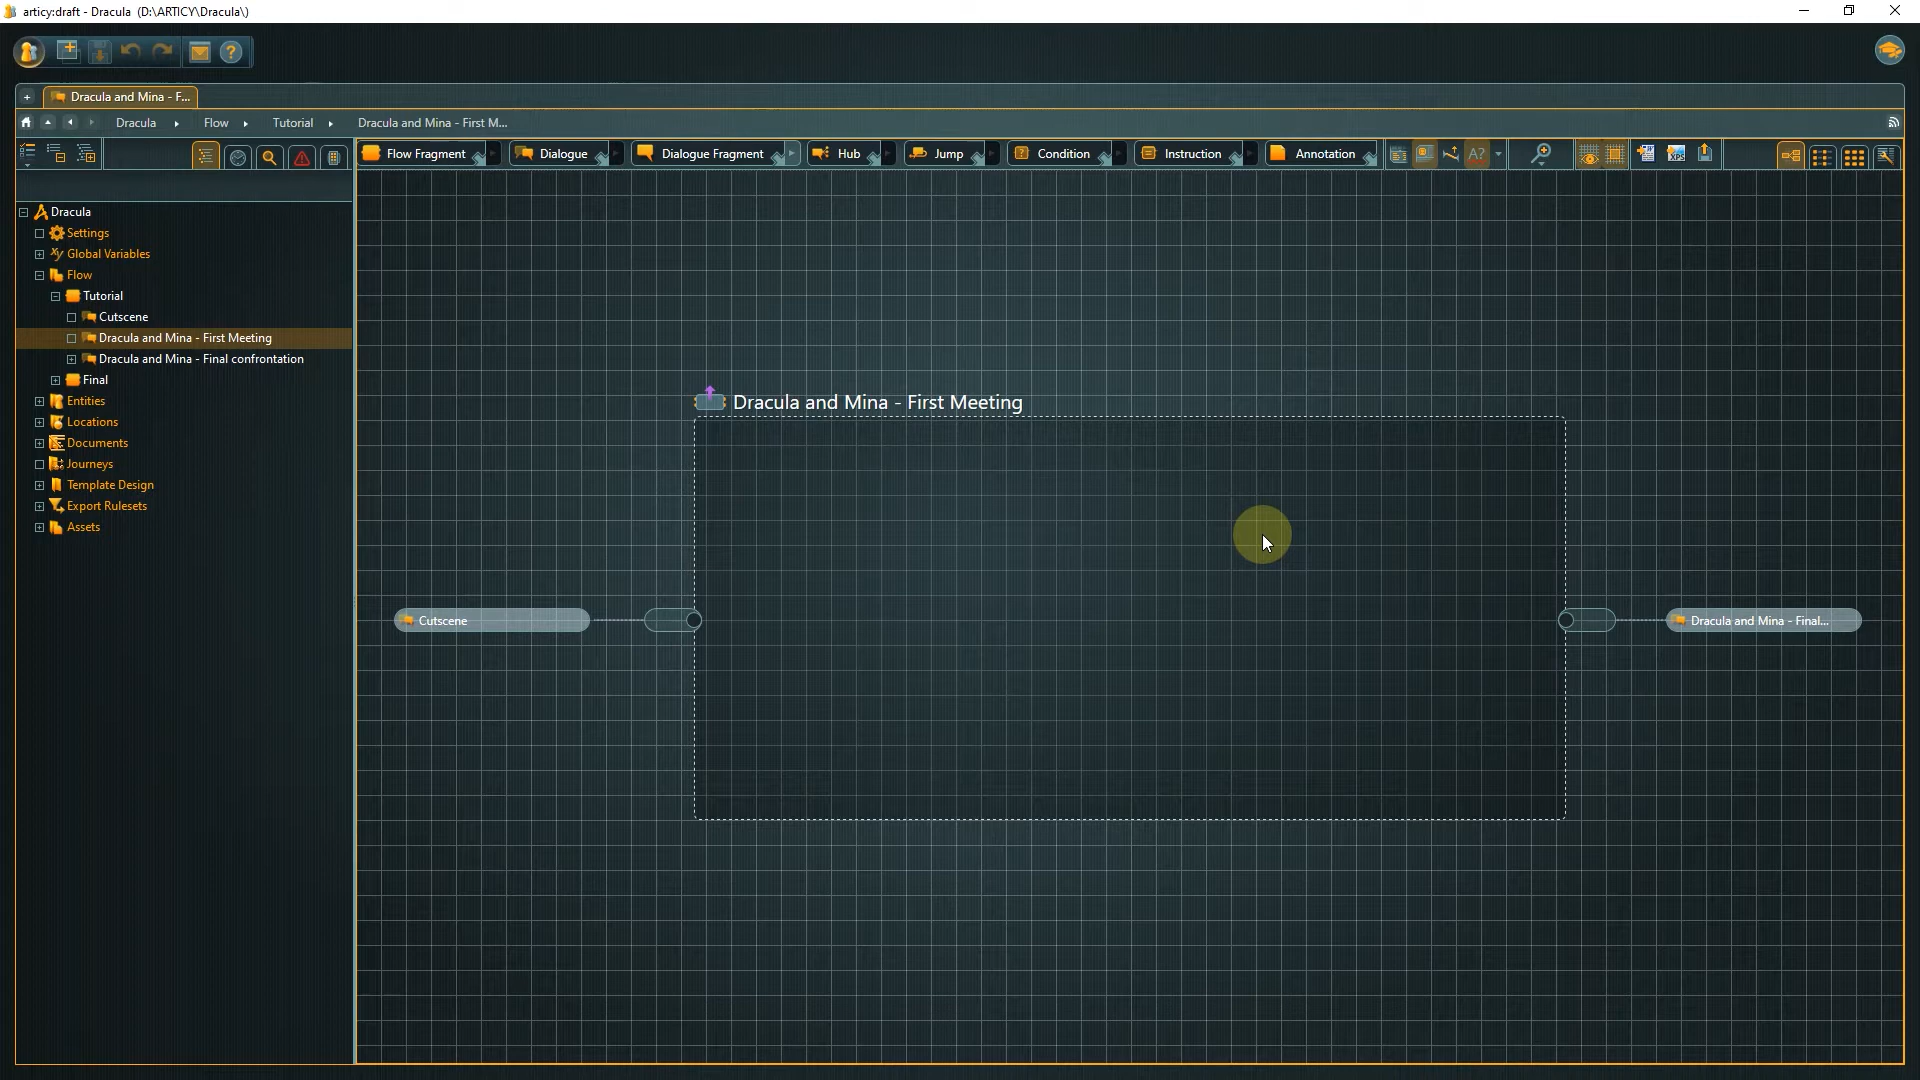 articy:draft - Dracula (D:\ARTICY\Dracula\)
Dracula and Mina - F...
Dracula
Flow
Tutorial
Dracula and Mina - First M...
Flow Fragment
Dialogue
Dialogue Fragment
Hub
Jump
Condition
Instruction
Annotation
A?
XPS
Dracula
Settings
xy Global Variables
Flow
Tutorial
Cutscene
Dracula and Mina - First Meeting
Dracula and Mina - Final confrontation
Final
Entities
Locations
Documents
Journeys
Template Design
Export Rulesets
Assets
Dracula and Mina - First Meeting
Cutscene
Dracula and Mina - Final...